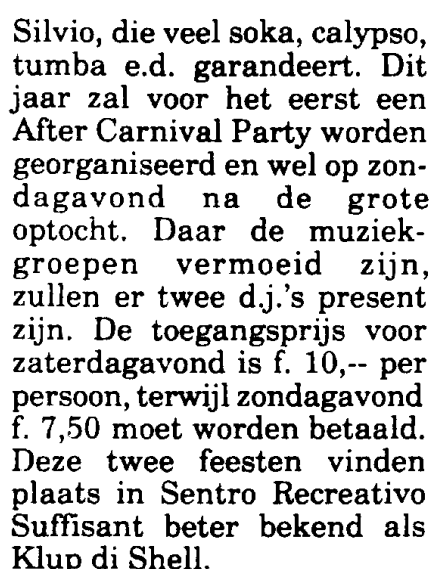 Silvio, die veel soka, calypso,
tumba e.d. garandeert. Dit
jaar zal voor het eerst een
After Carnival Party worden
georganiseerd en wel op zon-
dagavond na de grote
optocht. Daar de muziek-
groepen vermoeid zijn,
zullen er twee d.j.'s present
zijn. De toegangsprijs voor
zaterdagavond is f. 10,-- per
persoon, terwijl zondagavond
f. 7,50 moet worden betaald.
Deze twee feesten vinden
plaats in Sentro Recreativo
Suffisant beter bekend als
Klup di Shell.